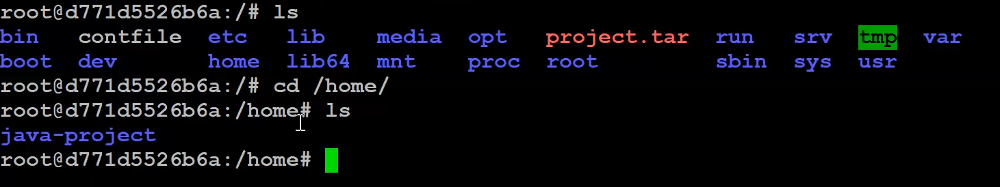 root@d771d5526b6a:/# ls
bin   contfile  etc   lib    media  opt   project.tar  run   srv  tmp  var
boot  dev       home  lib64  mnt    proc  root         sbin  sys  usr
root@d771d5526b6a:/# cd /home/
root@d771d5526b6a:/home# ls
java-project
root@d771d5526b6a:/home#